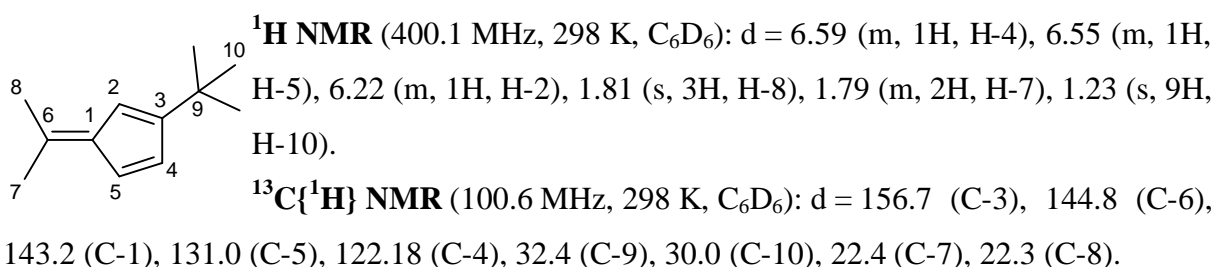 ¹H NMR (400.1 MHz, 298 K, C₆D₆): d = 6.59 (m, 1H, H-4), 6.55 (m, 1H,
H-5), 6.22 (m, 1H, H-2), 1.81 (s, 3H, H-8), 1.79 (m, 2H, H-7), 1.23 (s, 9H,
H-10).
¹³C{¹H} NMR (100.6 MHz, 298 K, C₆D₆): d = 156.7 (C-3), 144.8 (C-6),
143.2 (C-1), 131.0 (C-5), 122.18 (C-4), 32.4 (C-9), 30.0 (C-10), 22.4 (C-7), 22.3 (C-8).
10
8 2
3
1 9
6
4
7 5